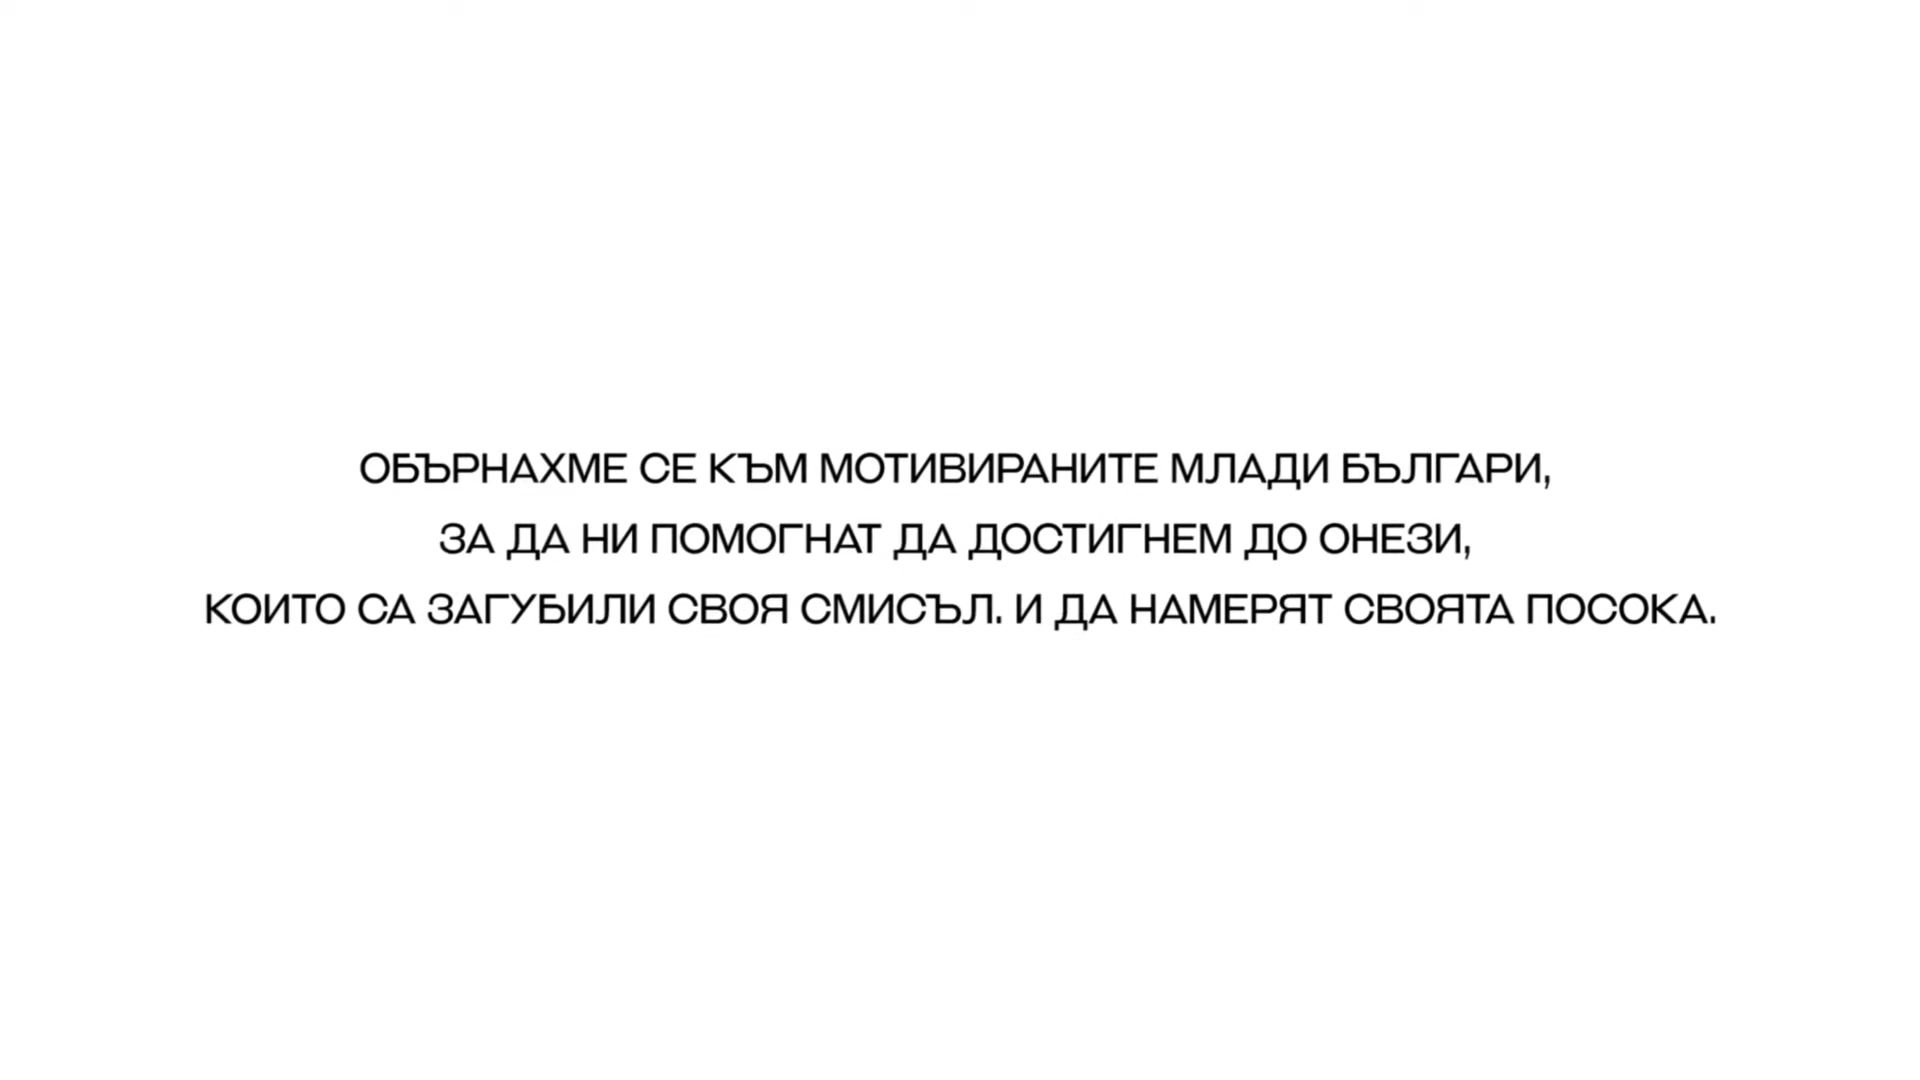 ОБЪРНАХМЕ СЕ КЪМ МОТИВИРАНИТЕ МЛАДИ БЪЛГАРИ,
ЗА ДА НИ ПОМОГНАТ ДА ДОСТИГНЕМ ДО ОНЕЗИ,
КОИТО СА ЗАГУБИЛИ СВОЯ СМИСЪЛ. И ДА НАМЕРЯТ СВОЯТА ПОСОКА.